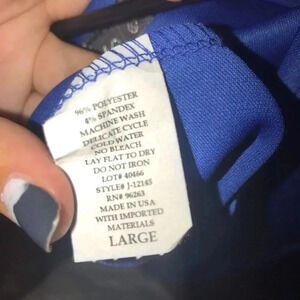 96% POLYESTER
4% SPANDEX
MACHINE WASH
DELICATE CYCLE
COLD WATER
NO BLEACH
LAY FLAT TO DRY
DO NOT IRON
LOT# 40466
STYLE# J-12145
RN# 96263
MADE IN USA
WITH IMPORTED
MATERIALS
LARGE